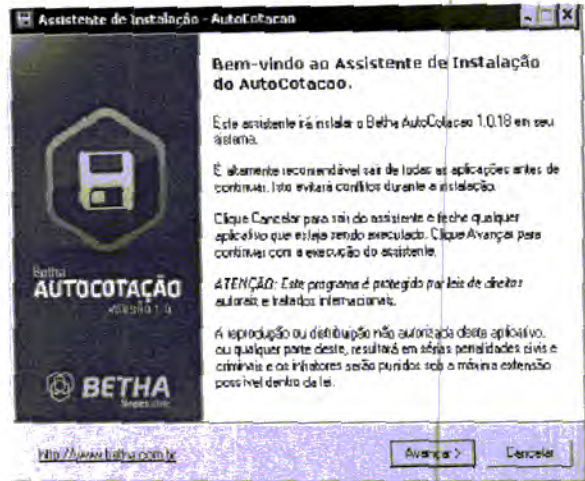 Assistente de Instalação - AutoCotacao
Bem-vindo ao Assistente de Instalação
do AutoCotacao.
Este assistente irá instalar o Betha AutoCotacao 1.0.18 em seu
sistema.
É altamente recomendável sair de todas as aplicações antes de
continuar. Isto evitará conflitos durante a instalação.
Clique Cancelar para sair do assistente e feche qualquer
aplicativo que esteja sendo executado. Clique Avançar para
continuar com a execução do assistente.
ATENÇÃO: Este programa é protegido por leis de direitos
autorais e tratados internacionais.
A reprodução ou distribuição não autorizada deste aplicativo,
ou qualquer parte deste, resultará em sérias penalidades civis e
criminais e os infratores serão punidos sob a máxima extensão
possível dentro da lei.
Betha
AUTOCOTAÇÃO
VERSÃO 1.0
BETHA
http://www.betha.com.br
Avançar >
Cancelar